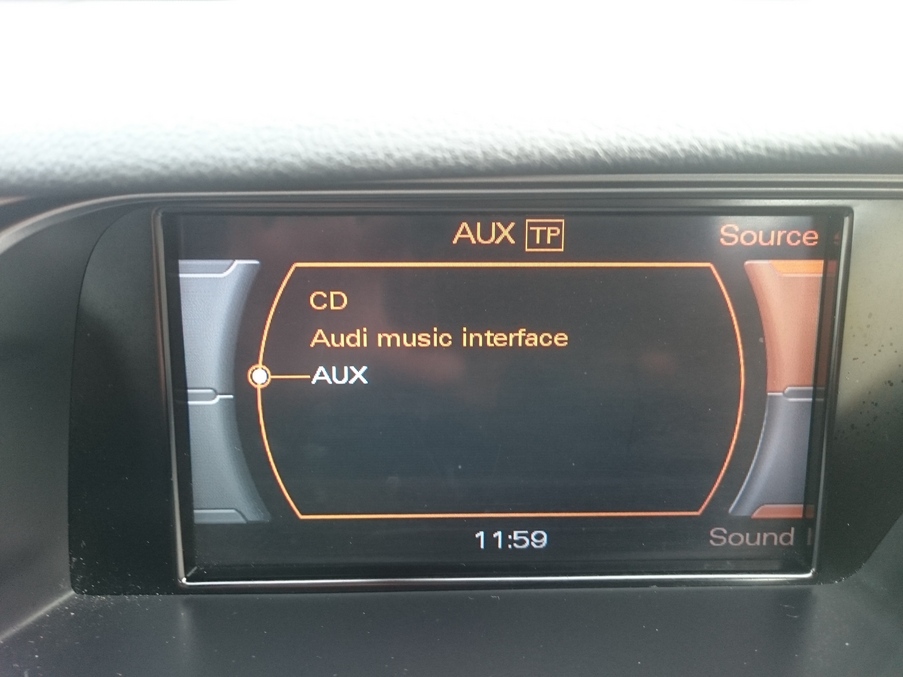 AUX TP Source
CD
Audi music interface
AUX
11:59
Sound